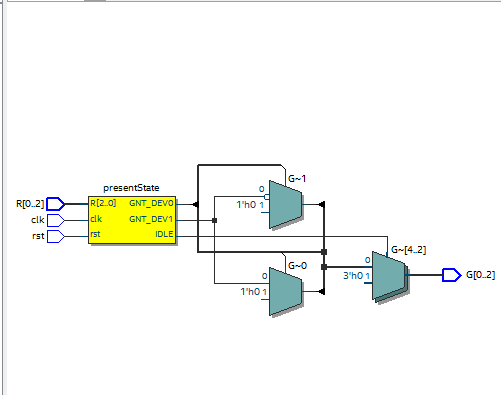 presentState
R[0..2] R[2..0] GNT_DEV0
clk clk GNT_DEV1
rst rst IDLE
G~1
0
1'h0 1
G~0
0
1'h0 1
G~[4..2]
0
3'h0 1
G[0..2]